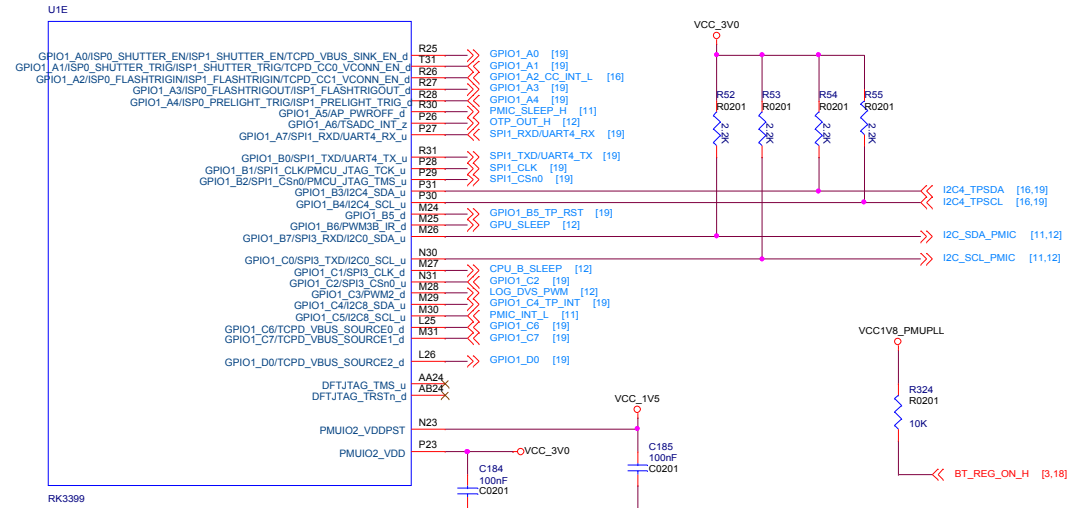 U1E
GPIO1_A0/ISP0_SHUTTER_EN/ISP1_SHUTTER_EN/TCPD_VBUS_SINK_EN_d R25 GPIO1_A0 [19]
GPIO1_A1/ISP0_SHUTTER_TRIG/ISP1_SHUTTER_TRIG/TCPD_CC0_VCONN_EN_d T31 GPIO1_A1 [19]
GPIO1_A2/ISP0_FLASHTRIGIN/ISP1_FLASHTRIGIN/TCPD_CC1_VCONN_EN_d R26 GPIO1_A2_CC_INT_L [16]
GPIO1_A3/ISP0_FLASHTRIGOUT/ISP1_FLASHTRIGOUT_d R27 GPIO1_A3 [19]
GPIO1_A4/ISP0_PRELIGHT_TRIG/ISP1_PRELIGHT_TRIG_d R28 GPIO1_A4 [19]
GPIO1_A5/AP_PWROFF_d R30 PMIC_SLEEP_H [11]
GPIO1_A6/TSADC_INT_z P26 OTP_OUT_H [12]
GPIO1_A7/SPI1_RXD/UART4_RX_u P27 SPI1_RXD/UART4_RX [19]
GPIO1_B0/SPI1_TXD/UART4_TX_u R31 SPI1_TXD/UART4_TX [19]
GPIO1_B1/SPI1_CLK/PMCU_JTAG_TCK_u P28 SPI1_CLK [19]
GPIO1_B2/SPI1_CSn0/PMCU_JTAG_TMS_u P29 SPI1_CSn0 [19]
GPIO1_B3/I2C4_SDA_u P31 I2C4_TPSDA [16,19]
GPIO1_B4/I2C4_SCL_u P30 I2C4_TPSCL [16,19]
GPIO1_B5_d M24 GPIO1_B5_TP_RST [19]
GPIO1_B6/PWM3B_IR_d M25 GPU_SLEEP [12]
GPIO1_B7/SPI3_RXD/I2C0_SDA_u M26 I2C_SDA_PMIC [11,12]
GPIO1_C0/SPI3_TXD/I2C0_SCL_u N30 I2C_SCL_PMIC [11,12]
GPIO1_C1/SPI3_CLK_d M27 CPU_B_SLEEP [12]
GPIO1_C2/SPI3_CSn0_u N31 GPIO1_C2 [19]
GPIO1_C3/PWM2_d M28 LOG_DVS_PWM [12]
GPIO1_C4/I2C8_SDA_u M29 GPIO1_C4_TP_INT [19]
GPIO1_C5/I2C8_SCL_u M30 PMIC_INT_L [11]
GPIO1_C6/TCPD_VBUS_SOURCE0_d L25 GPIO1_C6 [19]
GPIO1_C7/TCPD_VBUS_SOURCE1_d M31 GPIO1_C7 [19]
GPIO1_D0/TCPD_VBUS_SOURCE2_d L26 GPIO1_D0 [19]
DFTJTAG_TMS_u AA24
DFTJTAG_TRSTn_d AB24
PMUIO2_VDDPST N23
PMUIO2_VDD P23 VCC_3V0
RK3399
VCC_3V0
R52 R53 R54 R55
R0201 R0201 R0201 R0201
2.2K 2.2K 2.2K 2.2K
VCC_1V5
C184
100nF
C0201
C185
100nF
C0201
VCC1V8_PMUPLL
R324
R0201
10K
BT_REG_ON_H [3,18]